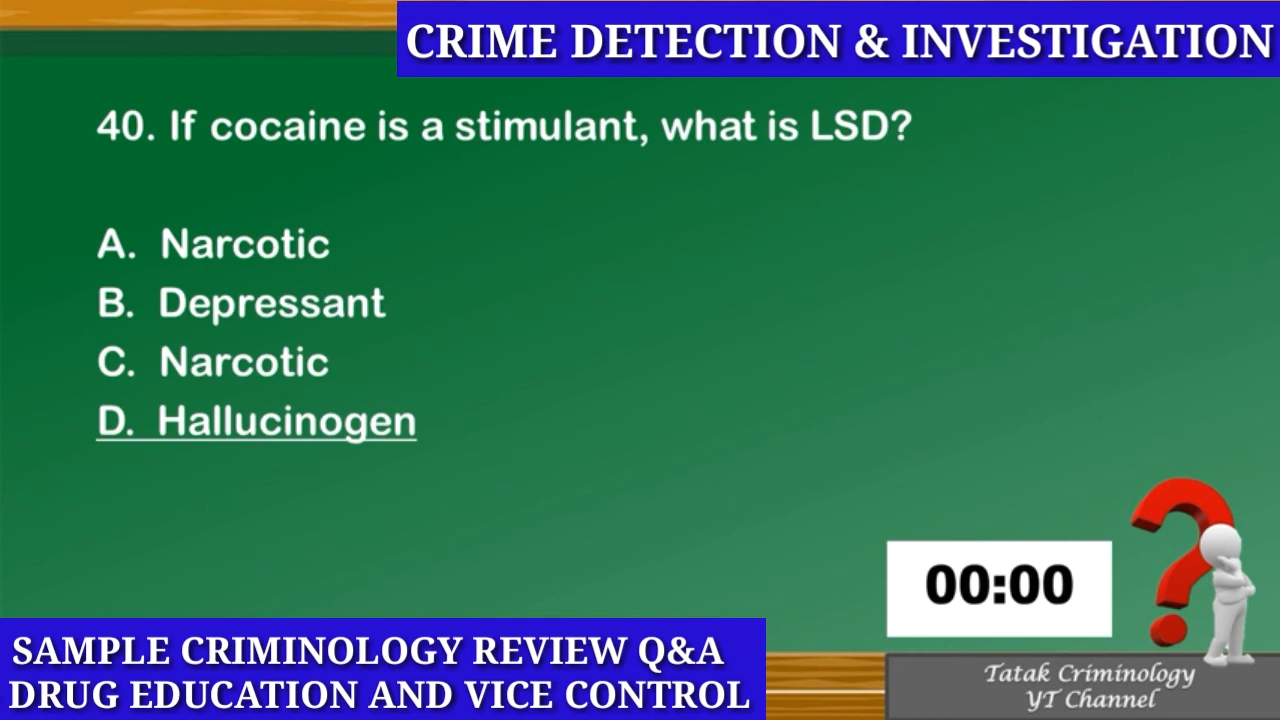 CRIME DETECTION & INVESTIGATION
40. If cocaine is a stimulant, what is LSD?
A. Narcotic
B. Depressant
C. Narcotic
D. Hallucinogen
00:00
SAMPLE CRIMINOLOGY REVIEW Q&A
DRUG EDUCATION AND VICE CONTROL
Tatak Criminology
YT Channel